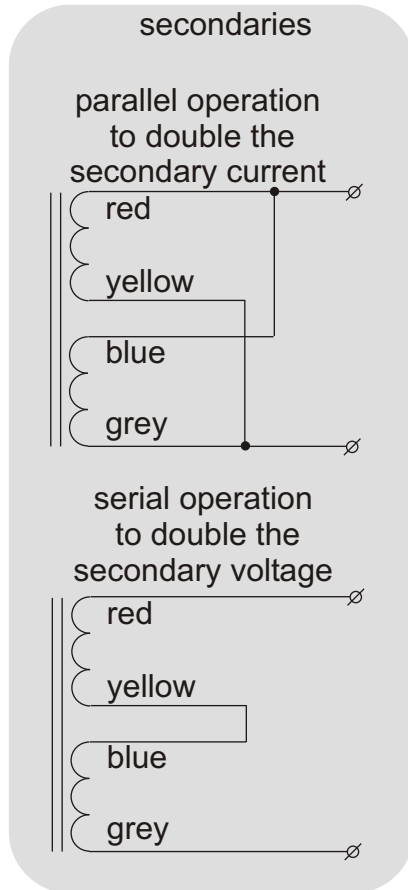 secondaries
parallel operation
to double the
secondary current
red
yellow
blue
grey
serial operation
to double the
secondary voltage
red
yellow
blue
grey